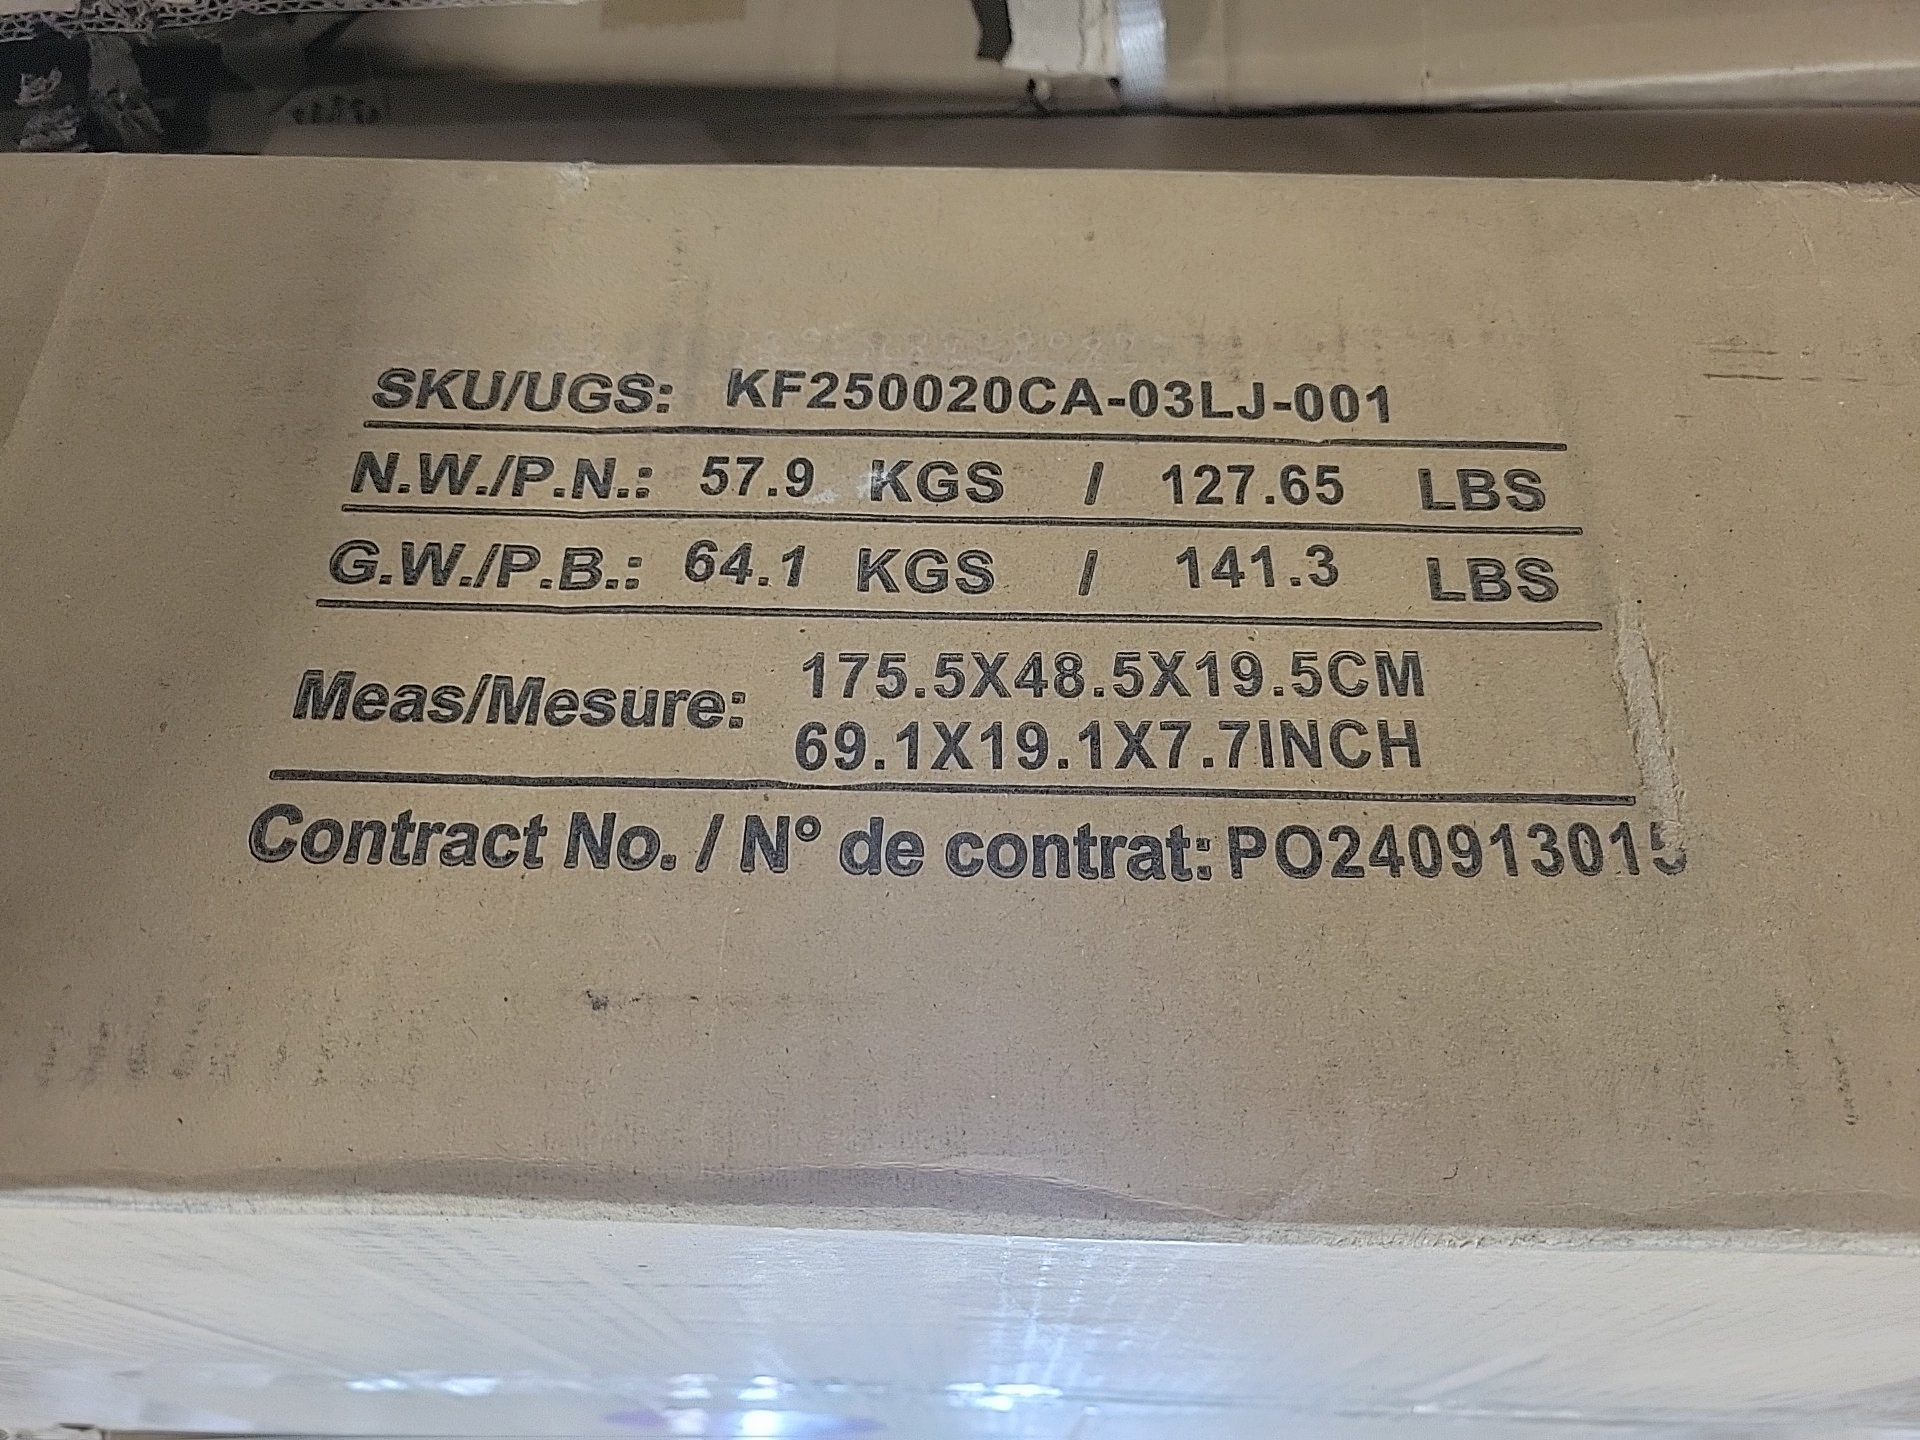 SKU/UGS: KF250020CA-03LJ-001
N.W./P.N.: 57.9 KGS / 127.65 LBS
G.W./P.B.: 64.1 KGS / 141.3 LBS
Meas/Mesure: 175.5X48.5X19.5CM
69.1X19.1X7.7INCH
Contract No. / N° de contrat: PO240913015